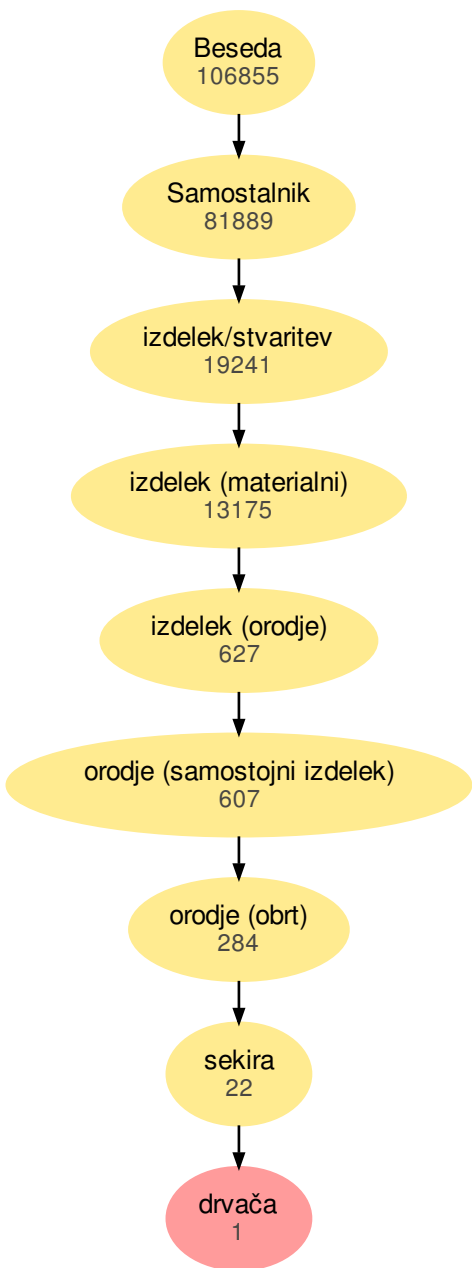 Beseda
106855
Samostalnik
81889
izdelek/stvaritev
19241
izdelek (materialni)
13175
izdelek (orodje)
627
orodje (samostojni izdelek)
607
orodje (obrt)
284
sekira
22
drvača
1